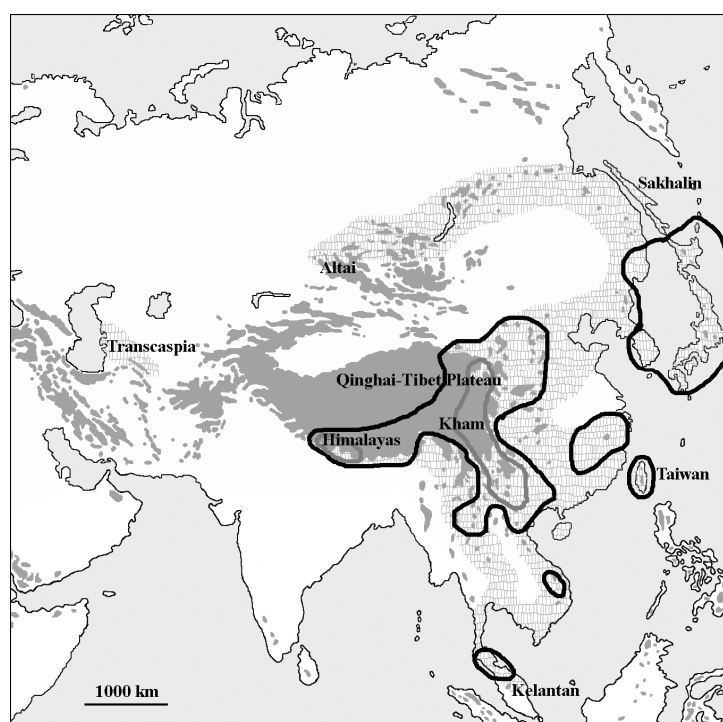 Sakhalin
Altai
Transcaspia
Qinghai-Tibet Plateau
Kham
Himalayas
Taiwan
Kelantan
1000 km